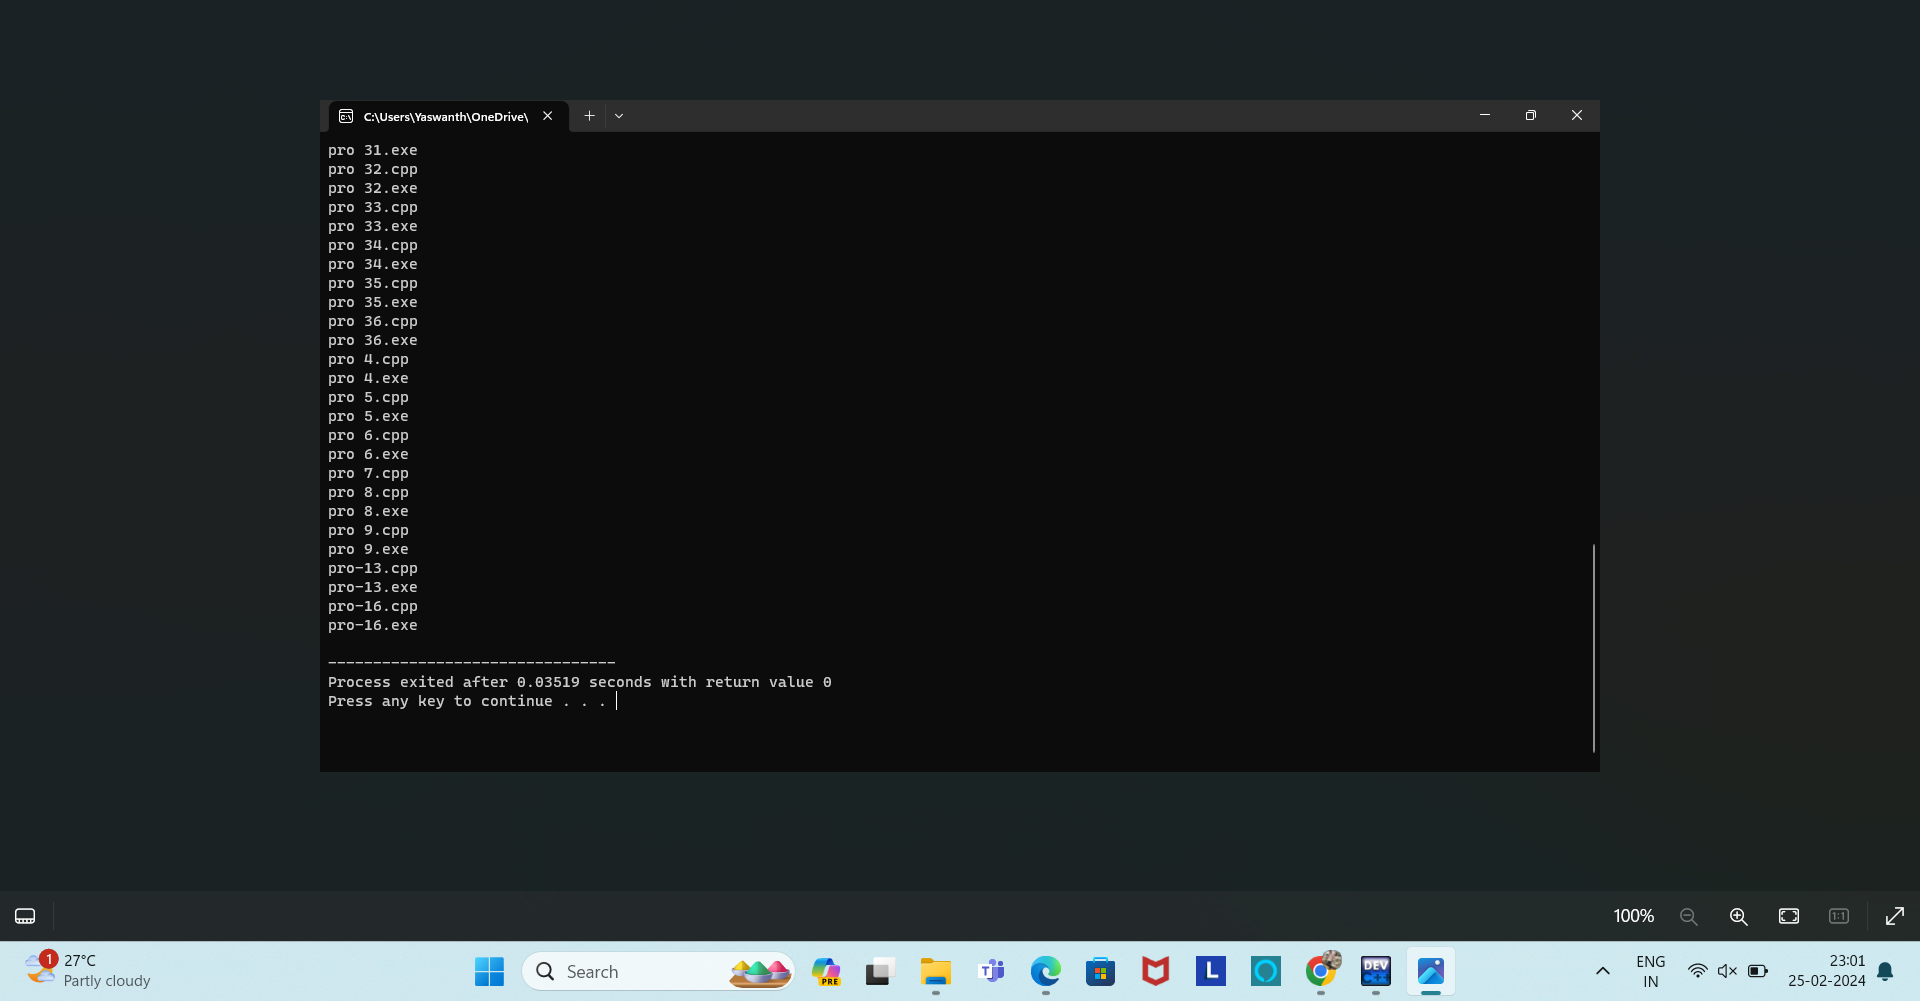 C:\Users\Yaswanth\OneDrive\
pro 31.exe
pro 32.cpp
pro 32.exe
pro 33.cpp
pro 33.exe
pro 34.cpp
pro 34.exe
pro 35.cpp
pro 35.exe
pro 36.cpp
pro 36.exe
pro 4.cpp
pro 4.exe
pro 5.cpp
pro 5.exe
pro 6.cpp
pro 6.exe
pro 7.cpp
pro 8.cpp
pro 8.exe
pro 9.cpp
pro 9.exe
pro-13.cpp
pro-13.exe
pro-16.cpp
pro-16.exe
--------------------------------
Process exited after 0.03519 seconds with return value 0
Press any key to continue . . .
100%
1:1
1
27°C
Partly cloudy
Search
PRE
T
L
DEV
C++
ENG
IN
23:01
25-02-2024